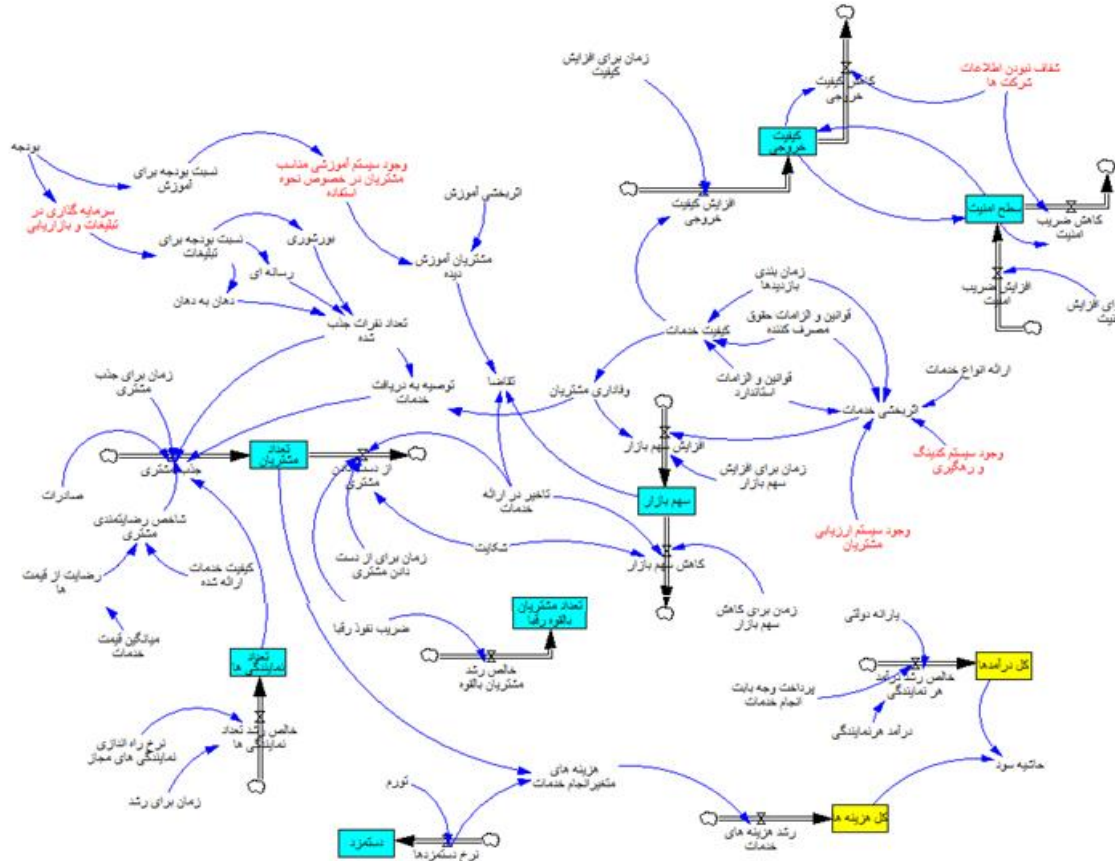 زمان برای افزایش
کیفیت
کاهش کیفیت
خروجی
شفاف نبودن اطلاعات
شرکت ها
کیفیت
خروجی
بودجه
نسبت بودجه برای
آموزش
وجود سیستم آموزشی مناسب
مشتریان در خصوص نحوه
استفاده
اثربخشی آموزش
افزایش کیفیت
خروجی
سطح امنیت
کاهش ضریب
امنیت
سرمایه گذاری در
تبلیغات و بازاریابی
نسبت بودجه برای
تبلیغات
بورشوری
رسانه ای
دهان به دهان
مشتریان آموزش
دیده
افزایش ضریب
امنیت
زمان بندی
بازدیدها
تعداد نفرات جذب
شده
کیفیت خدمات
قوانین و الزامات حقوق
مصرف کننده
زمان برای جذب
مشتری
توصیه به دریافت
خدمات
تقاضا
وفاداری مشتریان
قوانین و الزامات
استاندارد
ارائه انواع خدمات
اثربخشی خدمات
جذب مشتری
تعداد
مشتریان
از دست دادن
مشتری
افزایش سهم بازار
وجود سیستم کدینگ
و رهگیری
صادرات
تاخیر در ارائه
خدمات
زمان برای افزایش
سهم بازار
سهم بازار
شاخص رضایتمندی
مشتری
شکایت
وجود سیستم ارزیابی
مشتریان
رضایت از قیمت
ها
کیفیت خدمات
ارائه شده
زمان برای از دست
دادن مشتری
کاهش سهم بازار
میانگین قیمت
خدمات
ضریب نفوذ رقبا
تعداد مشتریان
بالقوه رقبا
زمان برای کاهش
سهم بازار
یارانه دولتی
تعداد
نمایندگی ها
خالص رشد
مشتریان بالقوه
خالص رشد درآمد
هر نمایندگی
کل درآمدها
پرداخت وجه بابت
انجام خدمات
درآمد هرنمایندگی
نرخ راه اندازی
نمایندگی های مجاز
خالص رشد تعداد
نمایندگی ها
زمان برای رشد
تورم
هزینه های
متغیرانجام خدمات
حاشیه سود
دستمزد
نرخ دستمزدها
رشد هزینه های
خدمات
کل هزینه ها